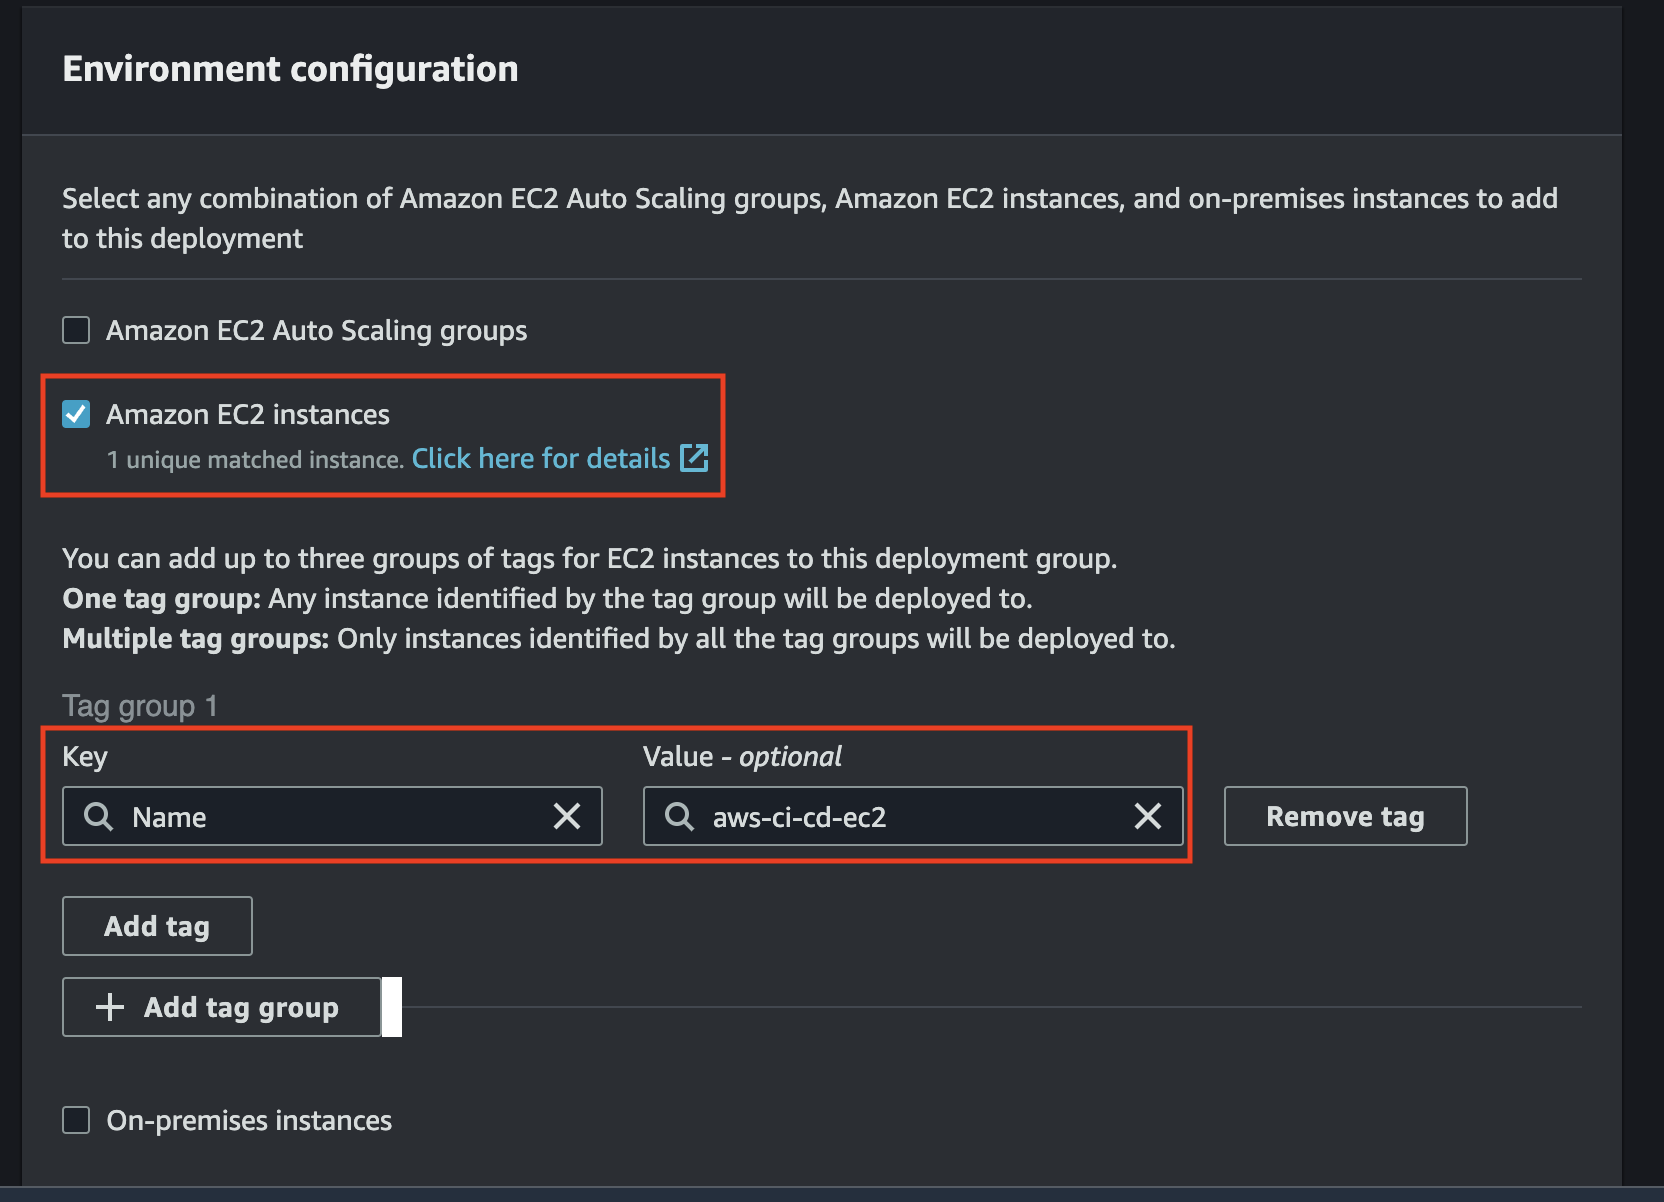 Environment configuration
Select any combination of Amazon EC2 Auto Scaling groups, Amazon EC2 instances, and on-premises instances to add
to this deployment
Amazon EC2 Auto Scaling groups
Amazon EC2 instances
1 unique matched instance. Click here for details
You can add up to three groups of tags for EC2 instances to this deployment group.
One tag group: Any instance identified by the tag group will be deployed to.
Multiple tag groups: Only instances identified by all the tag groups will be deployed to.
Tag group 1
Key Value - optional
Name aws-ci-cd-ec2 Remove tag
Add tag
Add tag group
On-premises instances